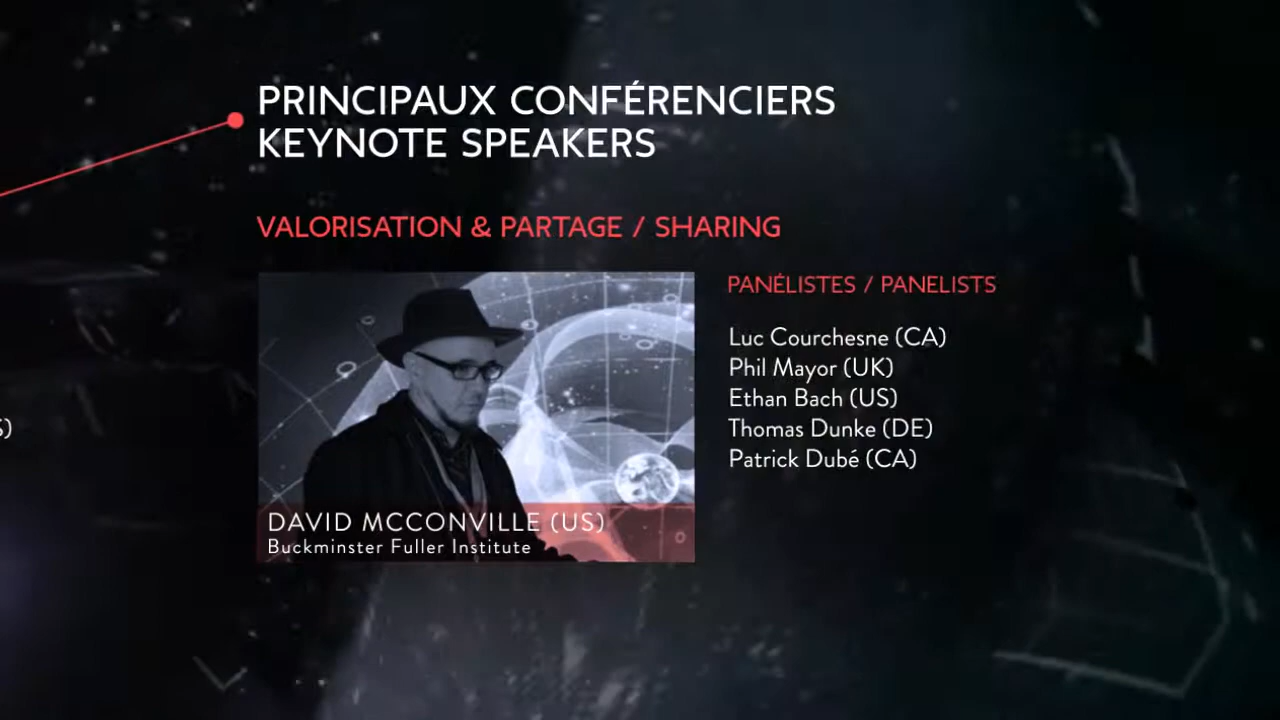 PRINCIPAUX CONFÉRENCIERS
KEYNOTE SPEAKERS
VALORISATION & PARTAGE / SHARING
PANÉLISTES / PANELISTS
Luc Courchesne (CA)
Phil Mayor (UK)
Ethan Bach (US)
Thomas Dunke (DE)
Patrick Dubé (CA)
DAVID MCCONVILLE (US)
Buckminster Fuller Institute